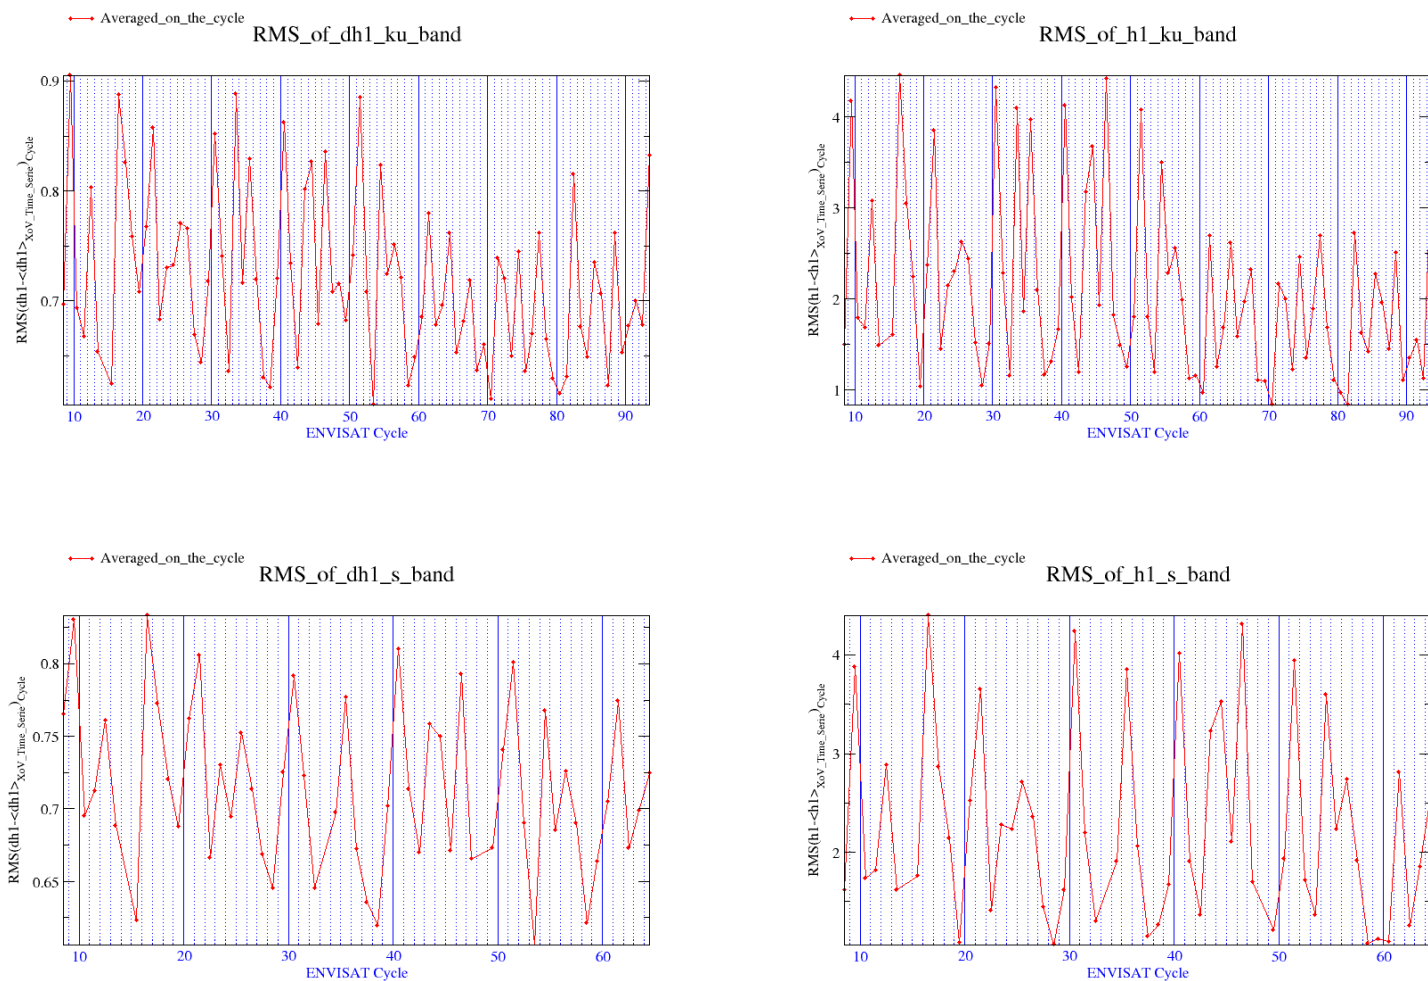 Averaged_on_the_cycle
RMS_of_dh1_ku_band
RMS(dh1-<dh1>XoV_Time_Serie)Cycle
0.9
0.8
0.7
10 20 30 40 50 60 70 80 90
ENVISAT Cycle
Averaged_on_the_cycle
RMS_of_h1_ku_band
RMS(h1-<h1>XoV_Time_Serie)Cycle
4
3
2
1
10 20 30 40 50 60 70 80 90
ENVISAT Cycle
Averaged_on_the_cycle
RMS_of_dh1_s_band
RMS(dh1-<dh1>XoV_Time_Serie)Cycle
0.8
0.75
0.7
0.65
10 20 30 40 50 60
ENVISAT Cycle
Averaged_on_the_cycle
RMS_of_h1_s_band
RMS(h1-<h1>XoV_Time_Serie)Cycle
4
3
2
10 20 30 40 50 60
ENVISAT Cycle